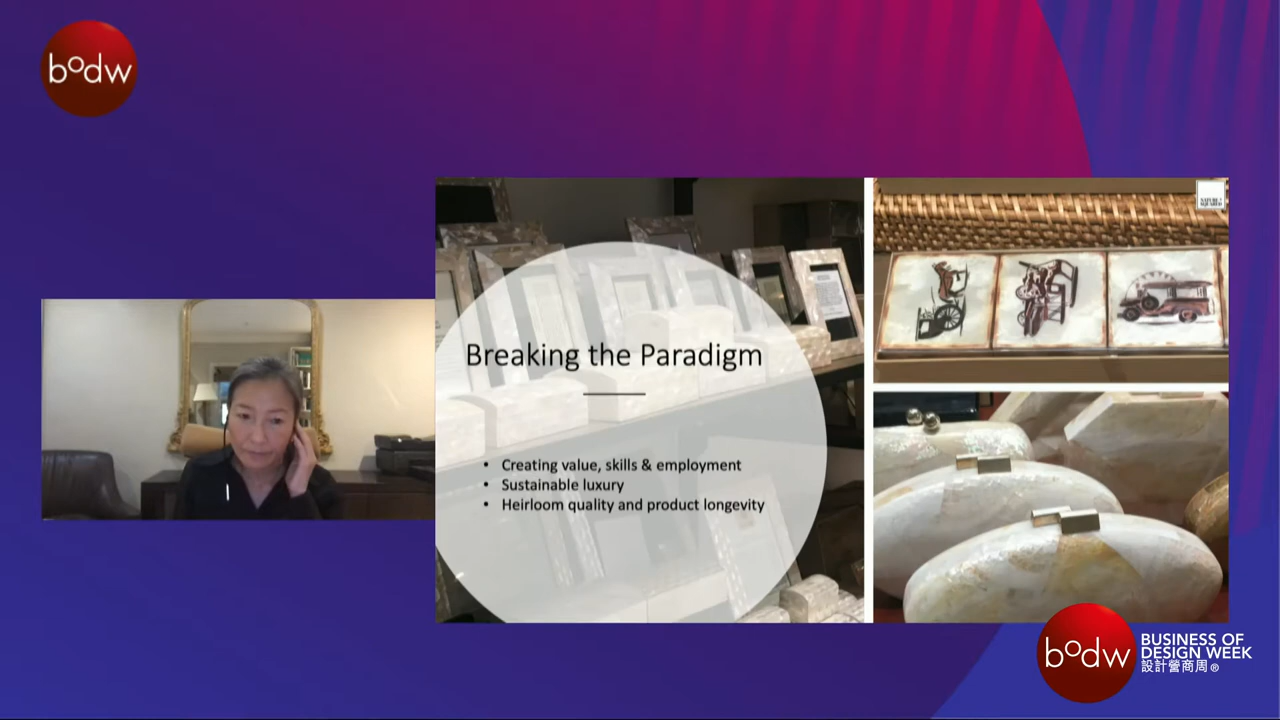 bodw
Breaking the Paradigm
• Creating value, skills & employment
• Sustainable luxury
• Heirloom quality and product longevity
bodw
BUSINESS OF
DESIGN WEEK
設計營商周®